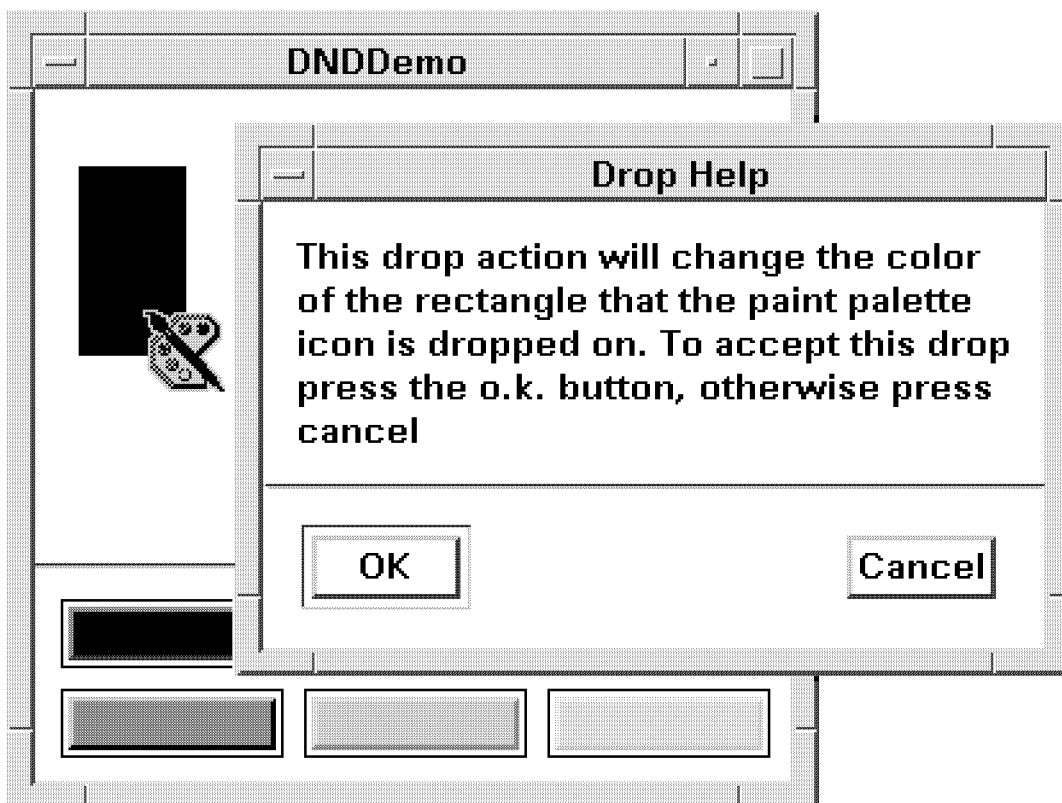 DNDDemo
Drop Help
This drop action will change the color
of the rectangle that the paint palette
icon is dropped on. To accept this drop
press the o.k. button, otherwise press
cancel
OK
Cancel